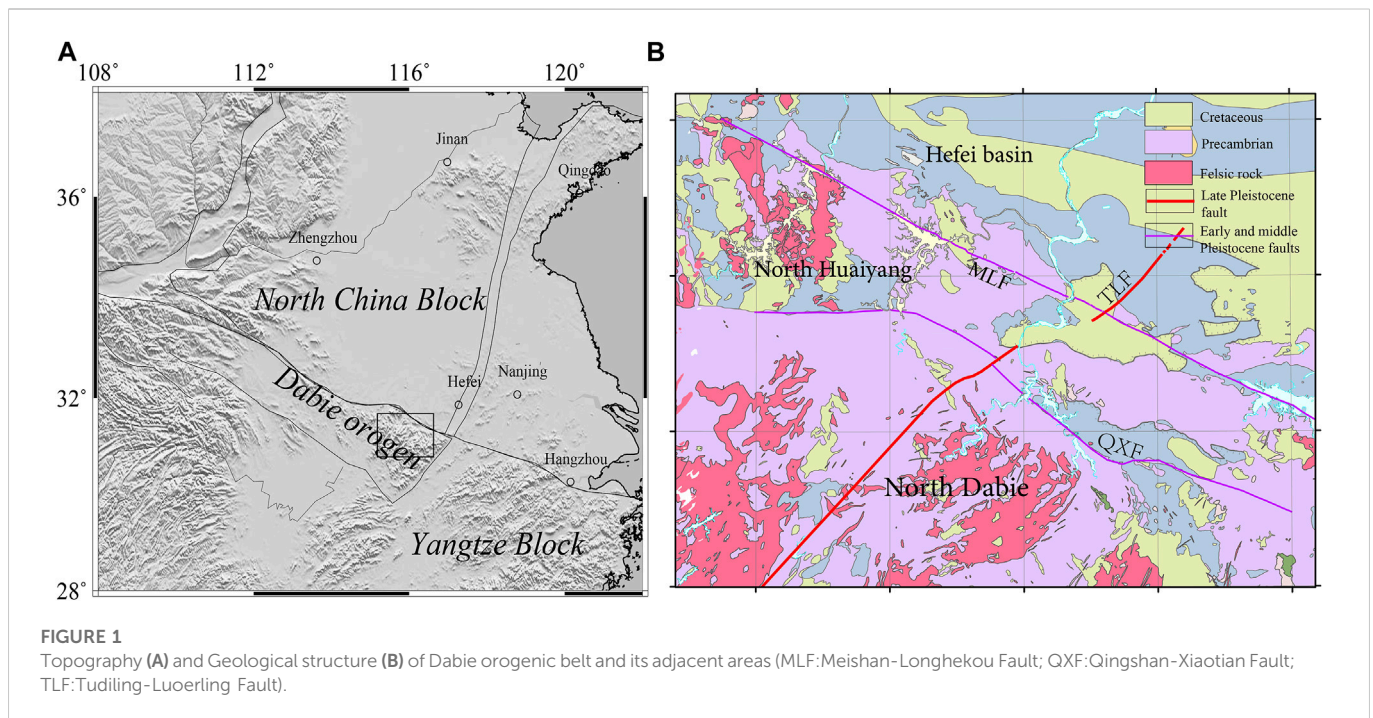 A
B
108° 112° 116° 120°
36°
32°
28°
Jinan
Qingdao
Zhengzhou
North China Block
Hefei
Nanjing
Dabie orogen
Hangzhou
Yangtze Block
Cretaceous
Precambrian
Felsic rock
Late Pleistocene
fault
Early and middle
Pleistocene faults
Hefei basin
North Huaiyang
MLF
TLF
QXF
North Dabie
FIGURE 1
Topography (A) and Geological structure (B) of Dabie orogenic belt and its adjacent areas (MLF:Meishan-Longhekou Fault; QXF:Qingshan-Xiaotian Fault;
TLF:Tudiling-Luoerling Fault).